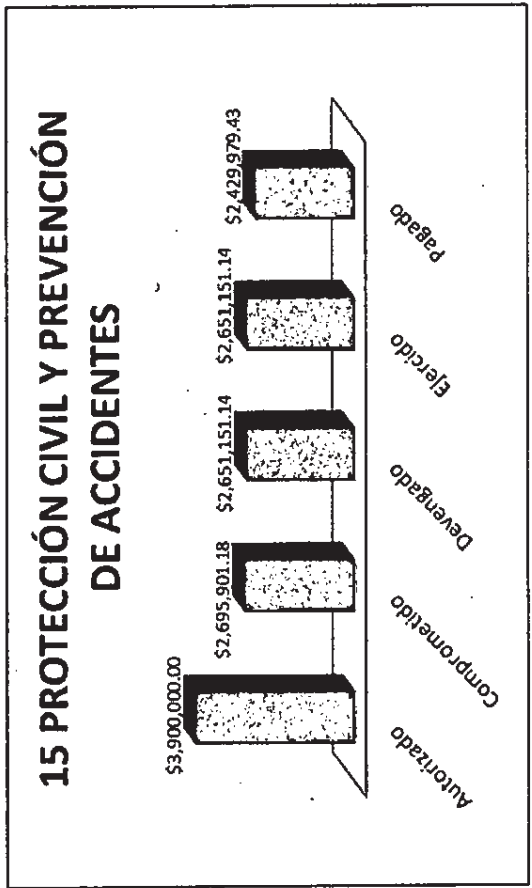 15 PROTECCIÓN CIVIL Y PREVENCIÓN
DE ACCIDENTES
$3,900,000.00
$2,695,901.18
$2,651,151.14
$2,651,151.14
$2,429,979.43
Autorizado
Comprometido
Devengado
Ejercido
Pagado